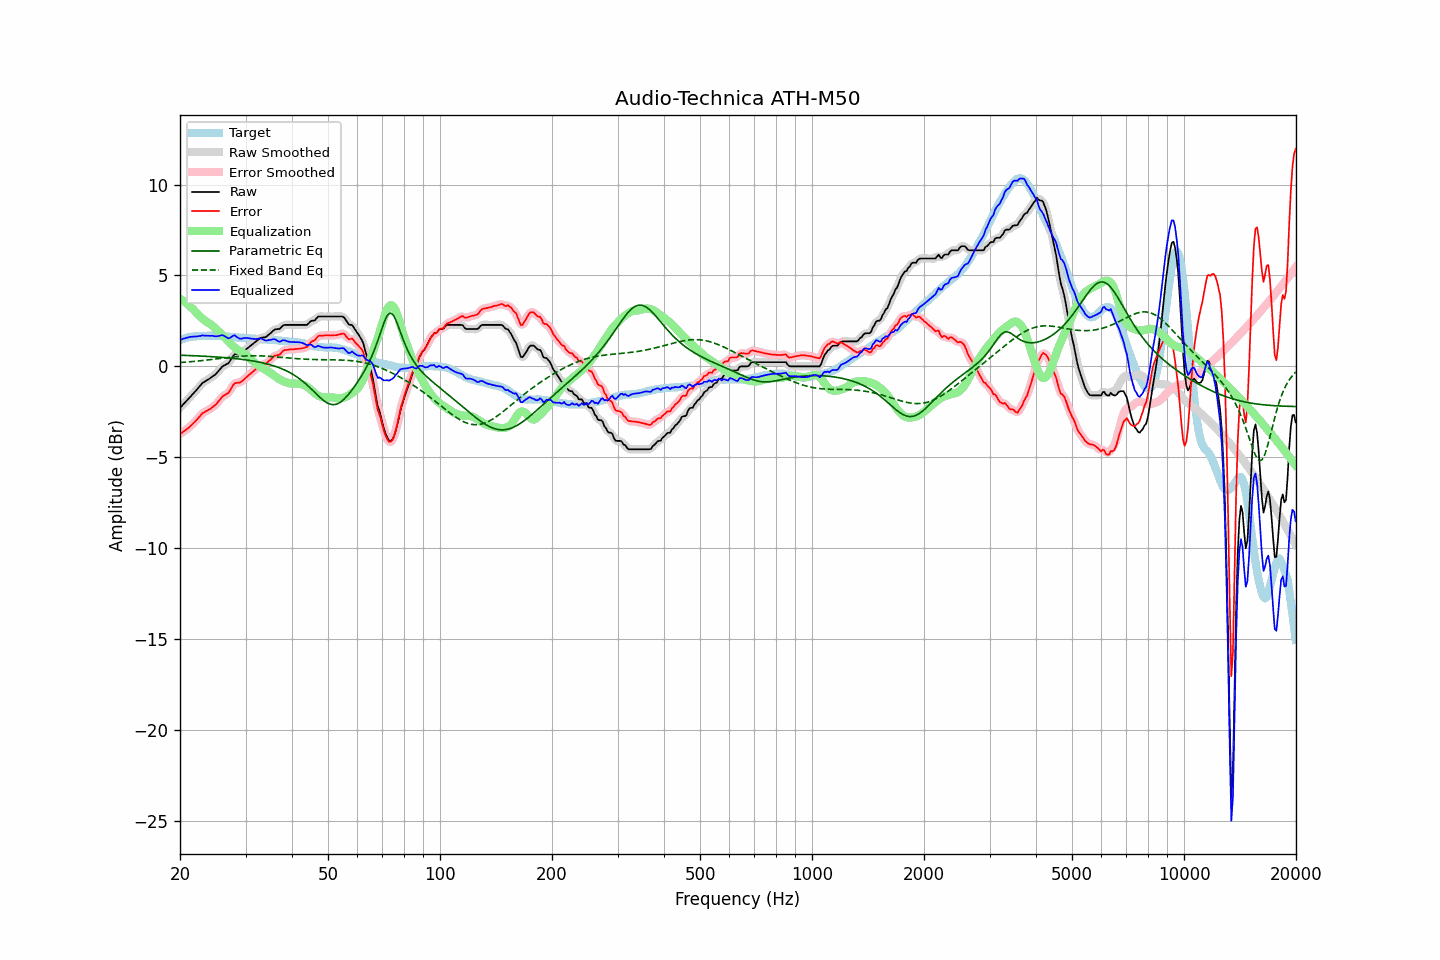 Audio-Technica ATH-M50
Target
Raw Smoothed
Error Smoothed
Raw
Error
Equalization
Parametric Eq
Fixed Band Eq
Equalized
10
5
0
−5
−10
−15
−20
−25
Amplitude (dBr)
20 50 100 200 500 1000 2000 5000 10000 20000
Frequency (Hz)